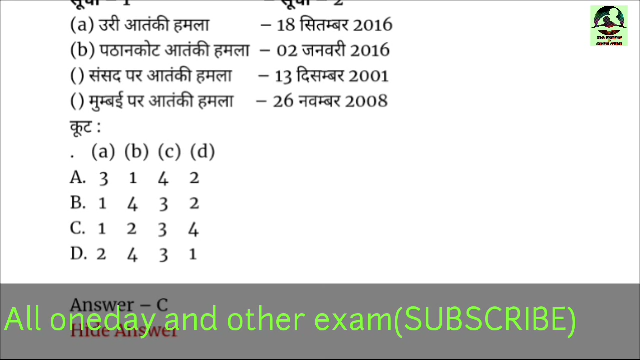 सूची – 1 – सूची – 2
(a) उरी आतंकी हमला – 18 सितम्बर 2016
(b) पठानकोट आतंकी हमला – 02 जनवरी 2016
() संसद पर आतंकी हमला – 13 दिसम्बर 2001
() मुम्बई पर आतंकी हमला – 26 नवम्बर 2008
कूट :
. (a) (b) (c) (d)
A. 3 1 4 2
B. 1 4 3 2
C. 1 2 3 4
D. 2 4 3 1
Answer – C
All oneday and other exam(SUBSCRIBE)
Hide Answer